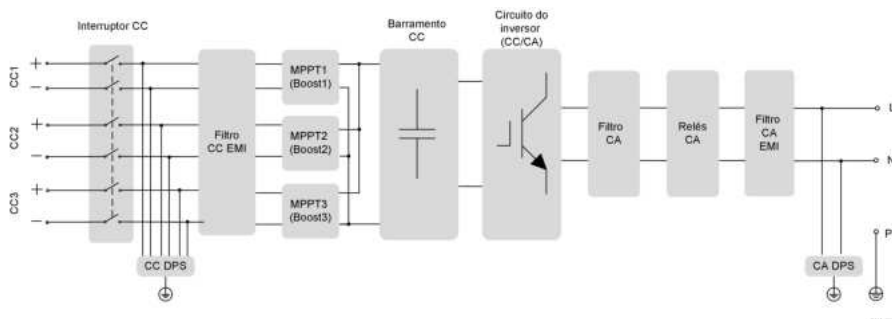 Interruptor CC
Barramento
CC
Circuito do
inversor
(CC/CA)
CC1
+
−
CC2
+
−
CC3
+
−
Filtro
CC EMI
MPPT1
(Boost1)
MPPT2
(Boost2)
MPPT3
(Boost3)
Filtro
CA
Relés
CA
Filtro
CA
EMI
L
N
CC DPS
CA DPS